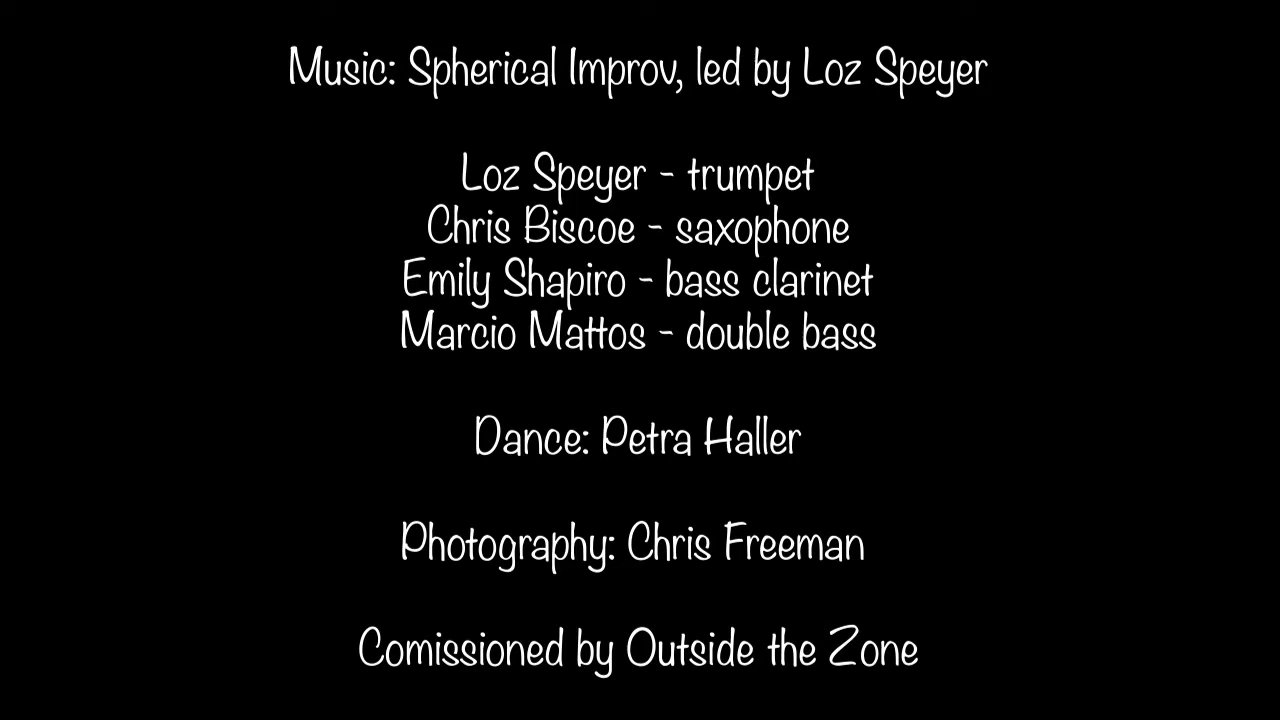 Music: Spherical Improv, led by Loz Speyer
Loz Speyer - trumpet
Chris Biscoe - saxophone
Emily Shapiro - bass clarinet
Marcio Mattos - double bass
Dance: Petra Haller
Photography: Chris Freeman
Comissioned by Outside the Zone